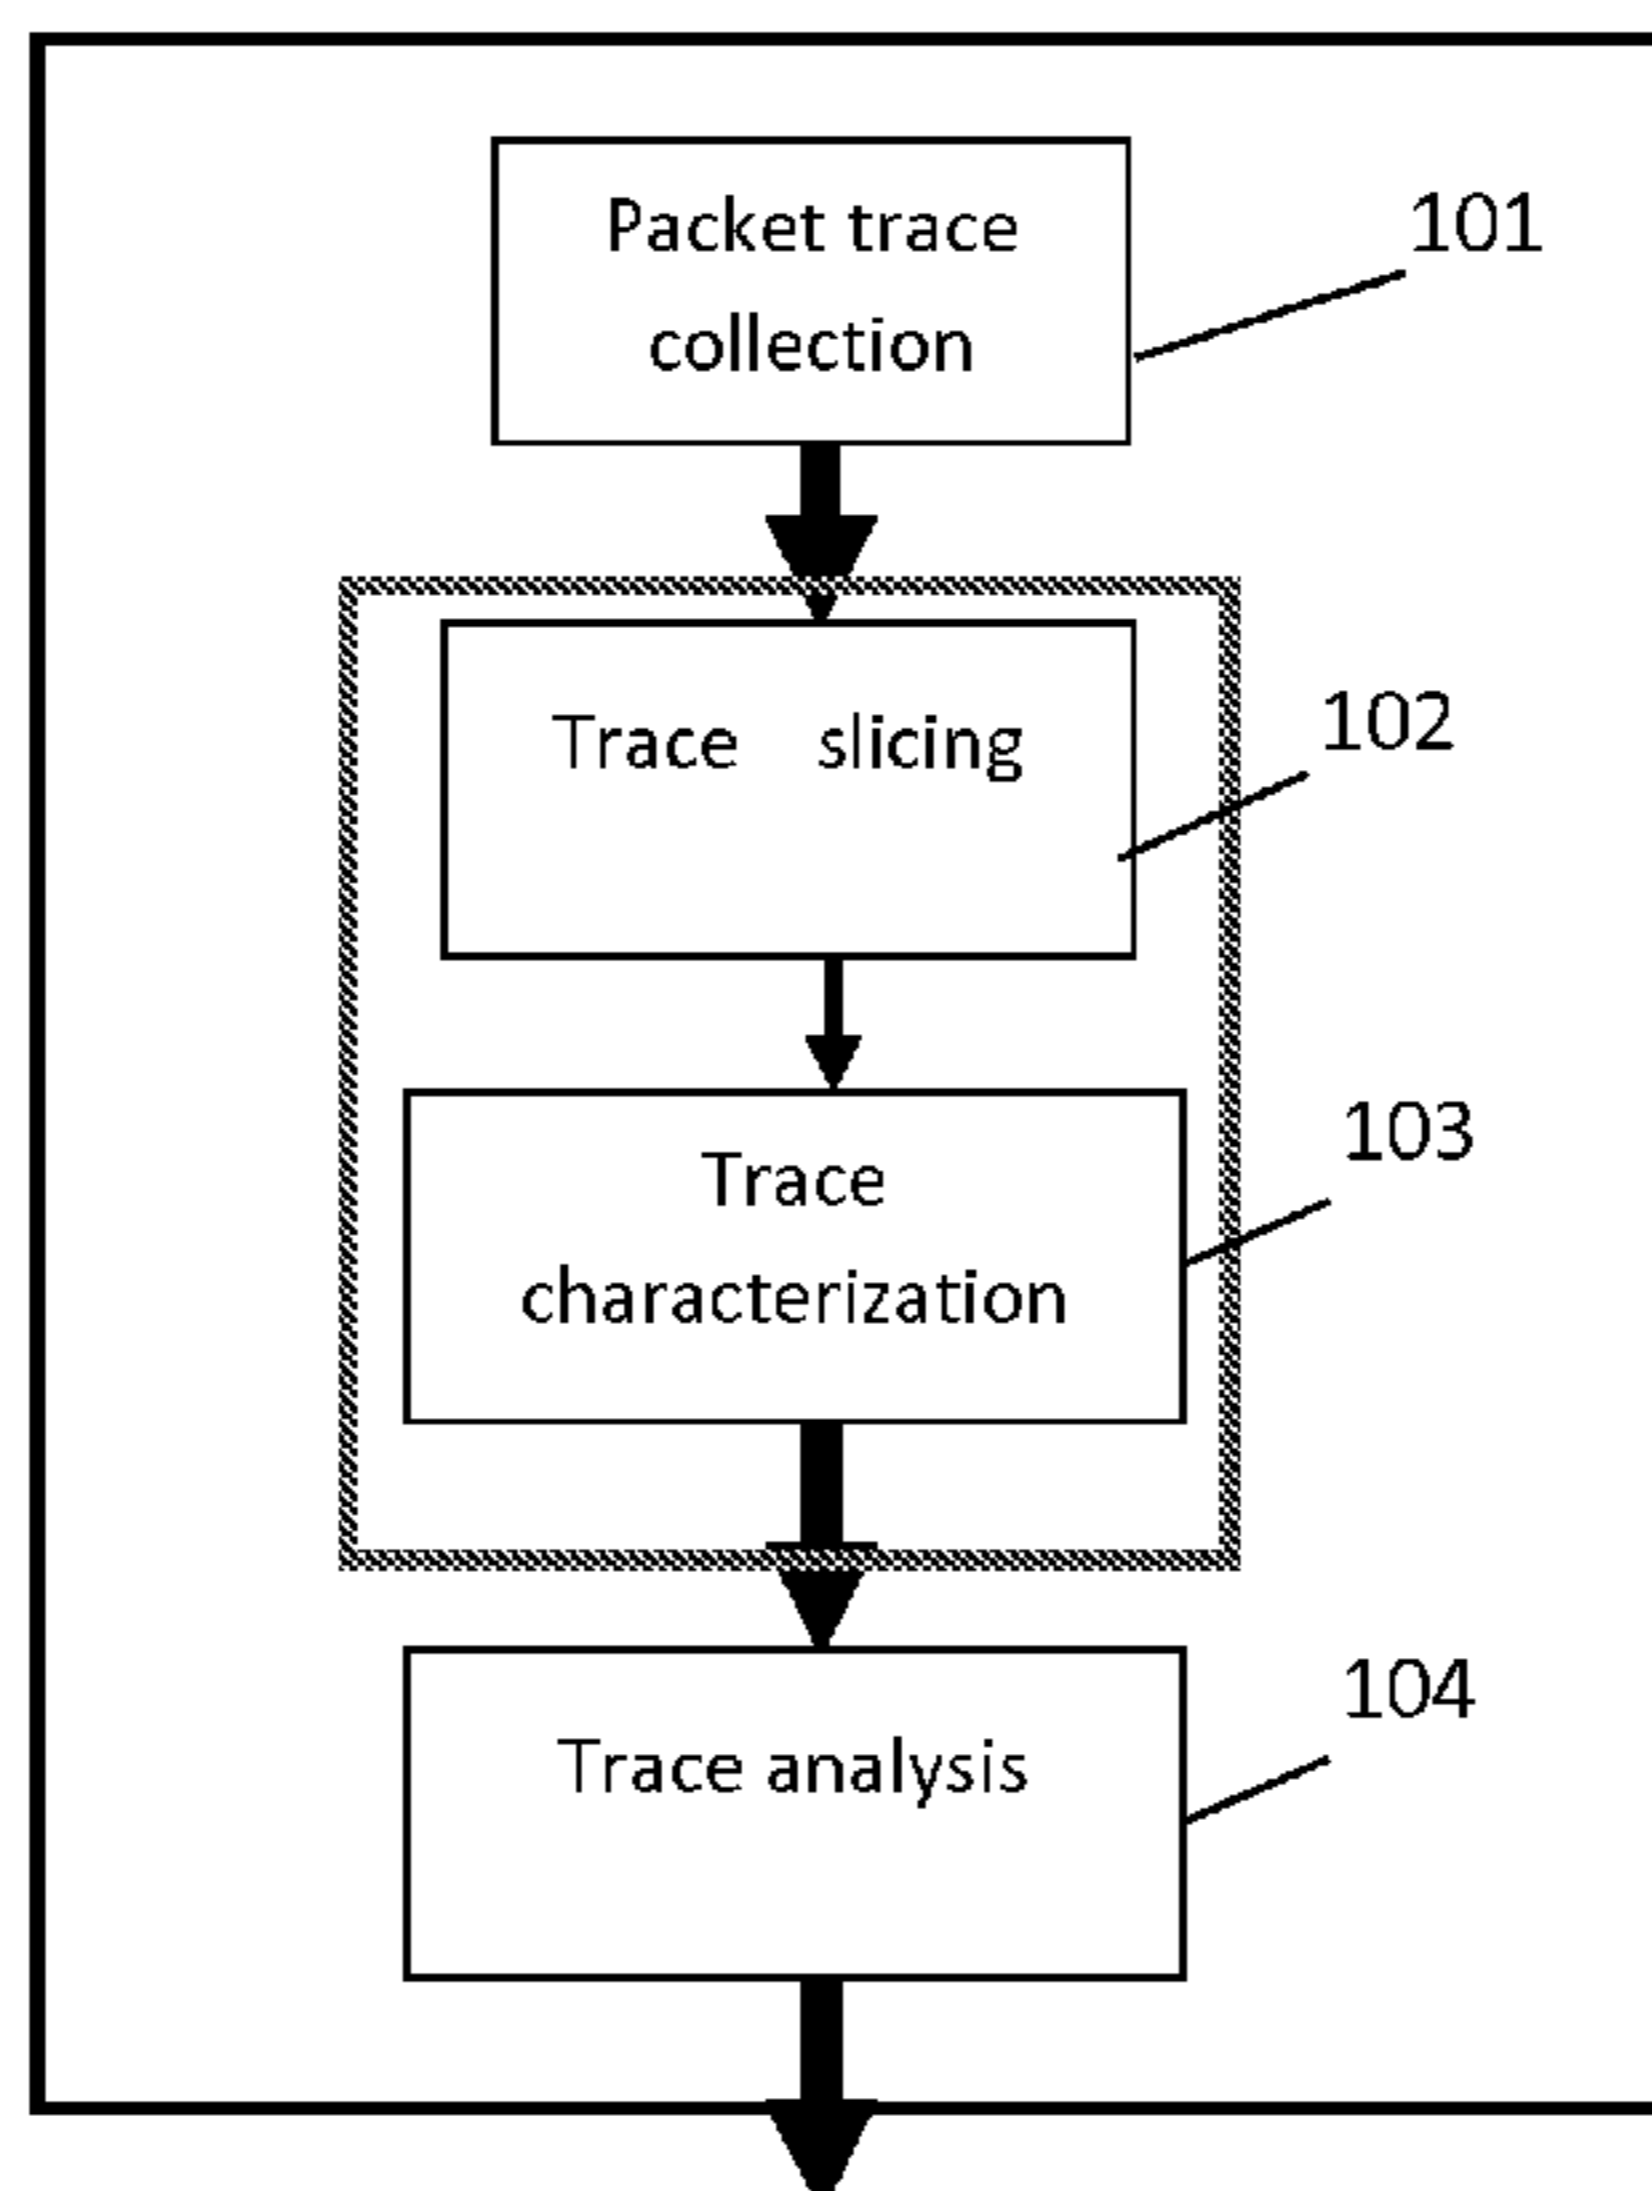 Packet trace
collection
101
Trace slicing
102
Trace
characterization
103
Trace analysis
104